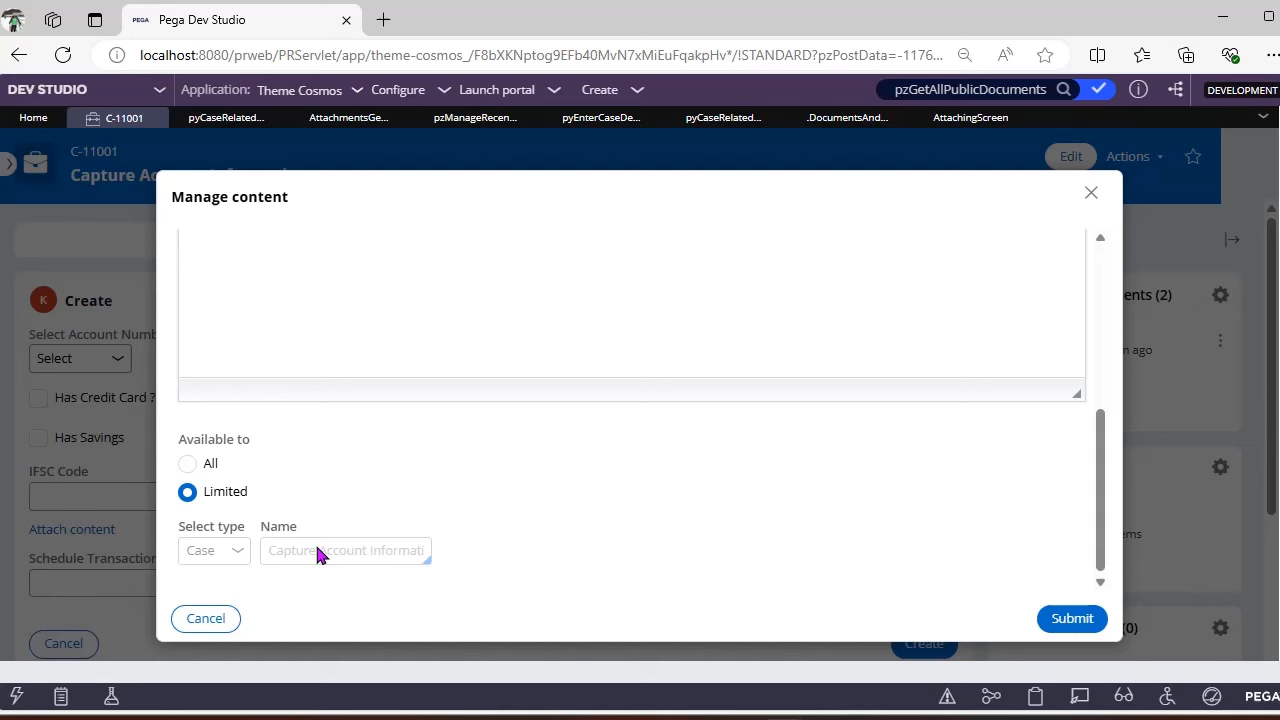 PEGA Pega Dev Studio
localhost:8080/prweb/PRServlet/app/theme-cosmos_/F8bXKNptog9EFb40MvN7xMiEuFqakpHv*/!STANDARD?pzPostData=-1176...
DEV STUDIO Application: Theme Cosmos Configure Launch portal Create pzGetAllPublicDocuments DEVELOPMENT
Home C-11001 pyCaseRelated... AttachmentsGe... pzManageRecen... pyEnterCaseDe... pyCaseRelated... .DocumentsAnd... AttachingScreen
C-11001 Edit Actions
Capture
Manage content
K Create ents (2)
Select Account Numb
Select m ago
Has Credit Card ?
Has Savings
Available to
All
IFSC Code
Limited
Select type Name
Attach content ems
Case Capture Account Informati
Schedule Transaction
Cancel Submit
(0)
Cancel Create
PEGA